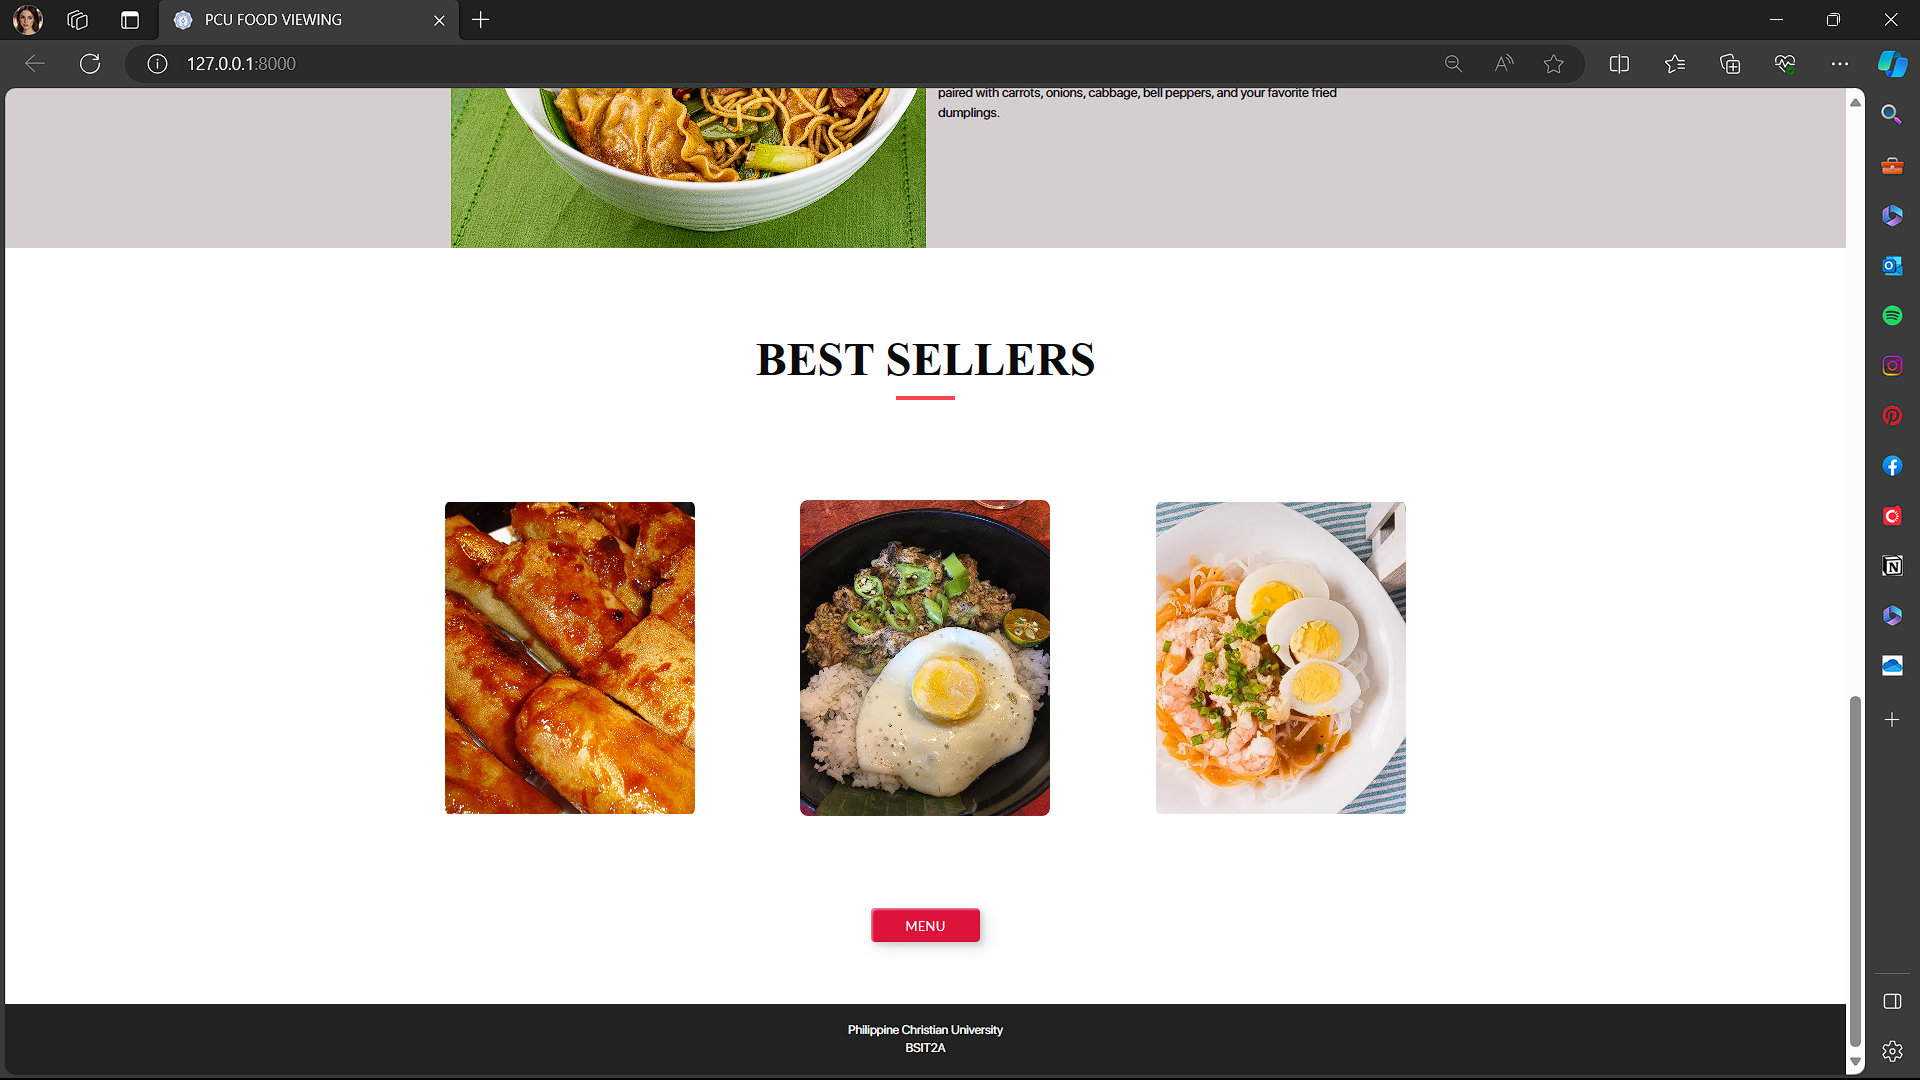 PCU FOOD VIEWING
127.0.0.1:8000
paired with carrots, onions, cabbage, bell peppers, and your favorite fried
dumplings.
BEST SELLERS
MENU
Philippine Christian University
BSIT2A